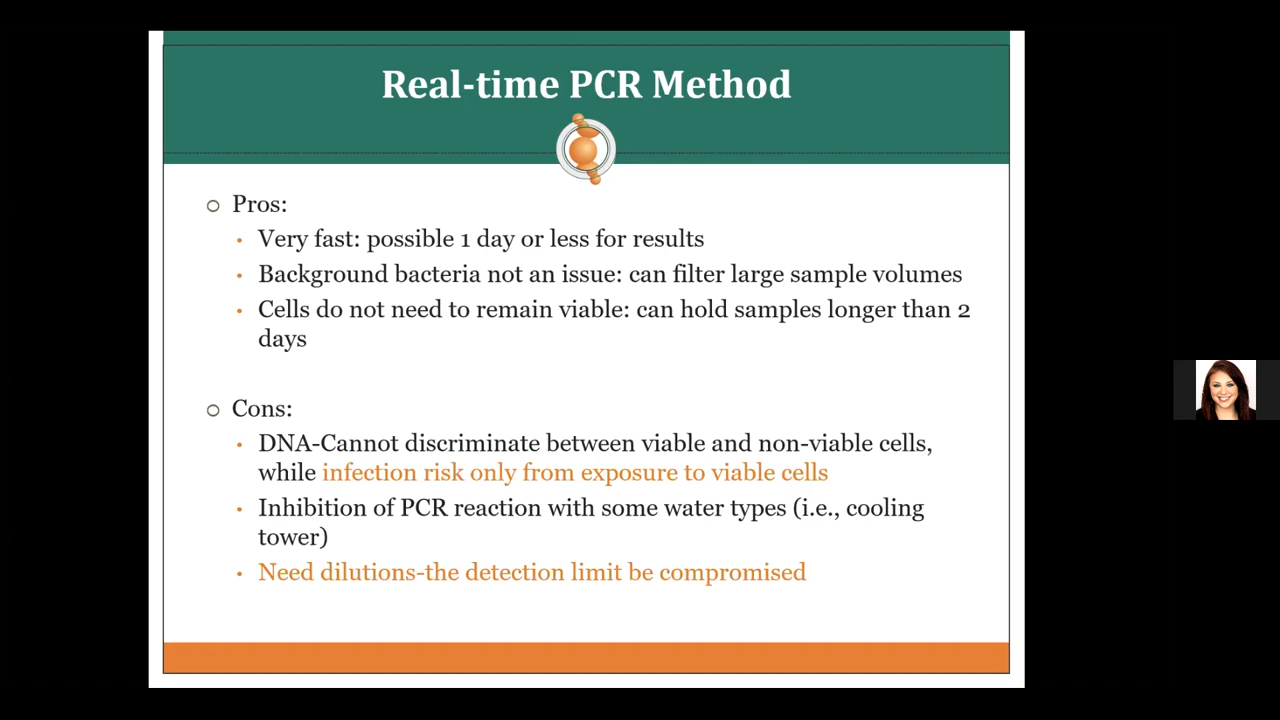 Real-time PCR Method
Pros:
Very fast: possible 1 day or less for results
Background bacteria not an issue: can filter large sample volumes
Cells do not need to remain viable: can hold samples longer than 2
days
Cons:
DNA-Cannot discriminate between viable and non-viable cells,
while infection risk only from exposure to viable cells
Inhibition of PCR reaction with some water types (i.e., cooling
tower)
Need dilutions-the detection limit be compromised